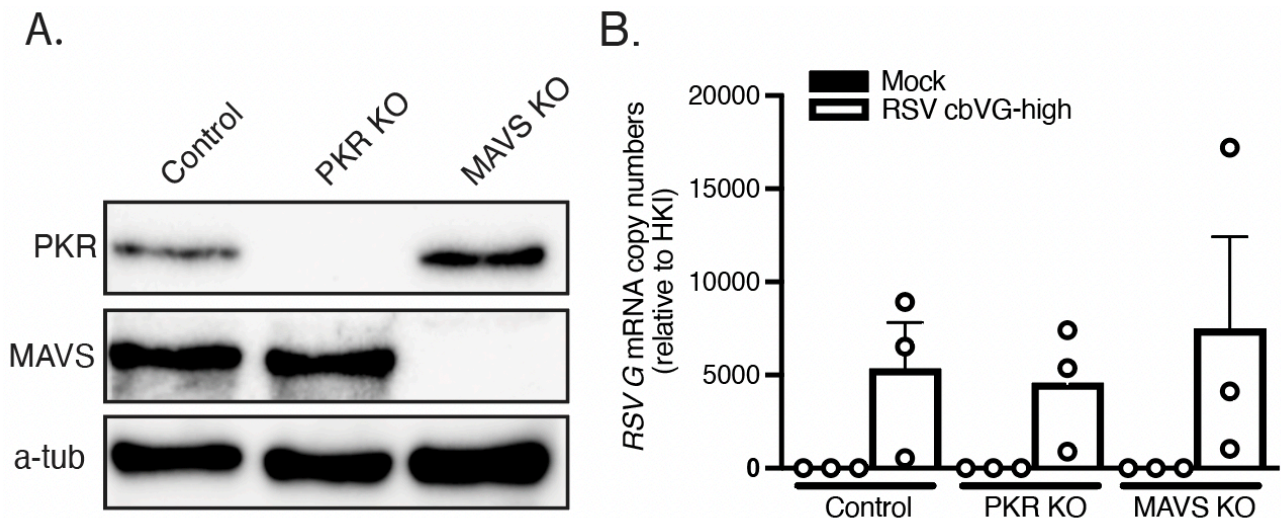 A.
Control
PKR KO
MAVS KO
PKR
MAVS
a-tub
B.
Mock
RSV cbVG-high
RSV G mRNA copy numbers
(relative to HKI)
20000
15000
10000
5000
0
Control
PKR KO
MAVS KO